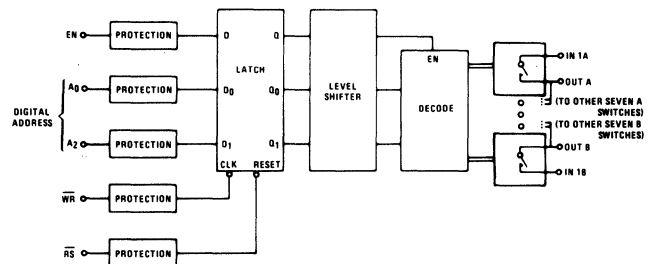 EN
PROTECTION
D
Q
LATCH
LEVEL
SHIFTER
EN
DECODE
IN 1A
OUT A
(TO OTHER SEVEN A
SWITCHES)
(TO OTHER SEVEN B
SWITCHES)
OUT B
IN 1B
DIGITAL
ADDRESS
A0
PROTECTION
D0
Q0
A2
PROTECTION
D1
Q1
CLK
RESET
WR
PROTECTION
RS
PROTECTION